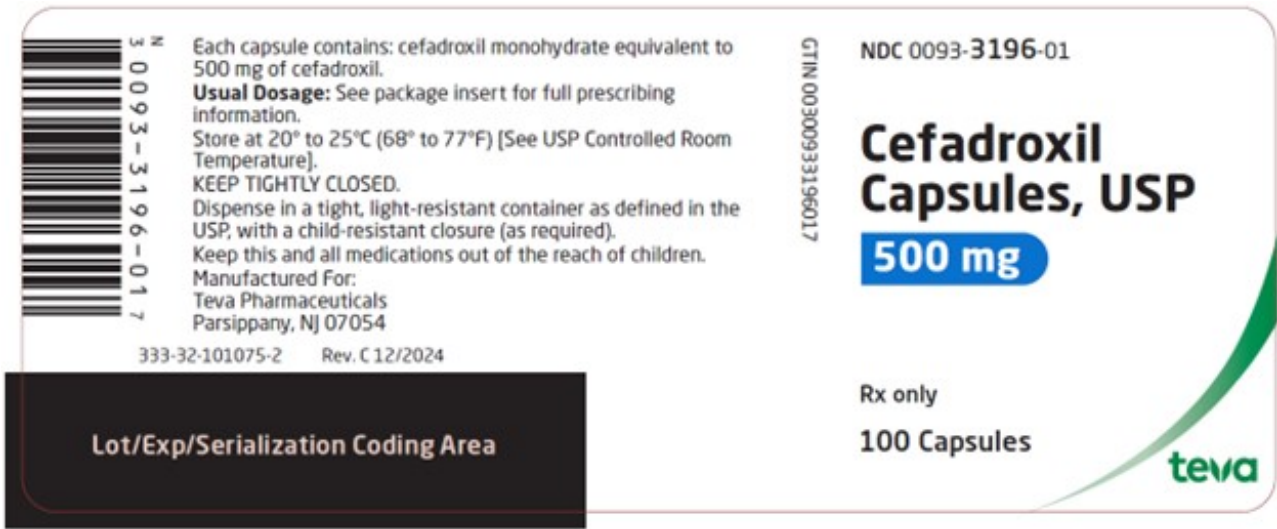 N
3 0093-3196-01 7
Each capsule contains: cefadroxil monohydrate equivalent to
500 mg of cefadroxil.
Usual Dosage: See package insert for full prescribing
information.
Store at 20° to 25°C (68° to 77°F) [See USP Controlled Room
Temperature].
KEEP TIGHTLY CLOSED.
Dispense in a tight, light-resistant container as defined in the
USP, with a child-resistant closure (as required).
Keep this and all medications out of the reach of children.
Manufactured For:
Teva Pharmaceuticals
Parsippany, NJ 07054
333-32-101075-2 Rev. C 12/2024
Lot/Exp/Serialization Coding Area
GTIN 00300933196017
NDC 0093-3196-01
Cefadroxil
Capsules, USP
500 mg
Rx only
100 Capsules
teva